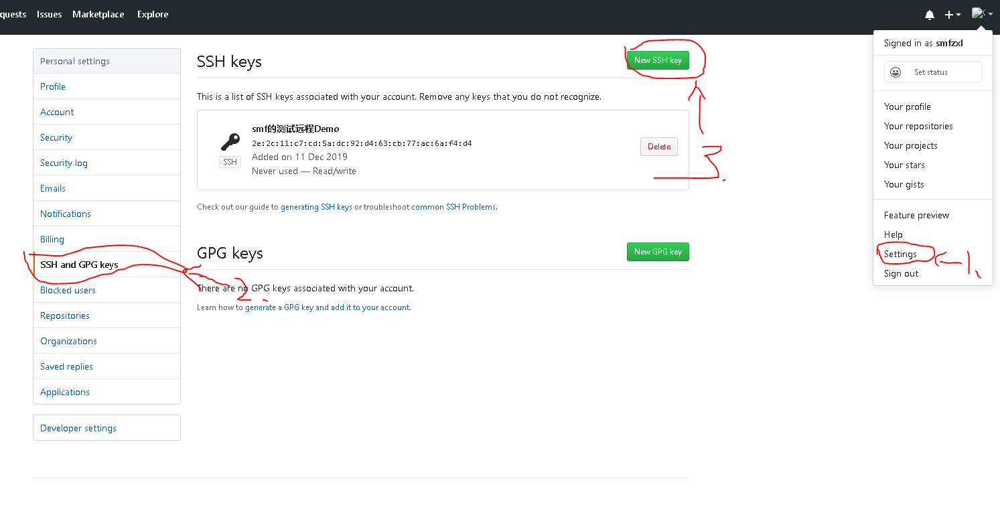 quests Issues Marketplace Explore
Signed in as smfzxl
Set status
Your profile
Your repositories
Your projects
Your stars
Your gists
Feature preview
Help
Settings
Sign out
1.
Personal settings
Profile
Account
Security
Security log
Emails
Notifications
Billing
SSH and GPG keys
Blocked users
Repositories
Organizations
Saved replies
Applications
Developer settings
2.
SSH keys
New SSH key
3.
This is a list of SSH keys associated with your account. Remove any keys that you do not recognize.
smf的测试远程Demo
2e:2c:11:c7:cd:5a:dc:92:d4:63:cb:77:ac:6a:f4:d4
SSH
Added on 11 Dec 2019
Never used — Read/write
Delete
Check out our guide to generating SSH keys or troubleshoot common SSH Problems.
GPG keys
New GPG key
There are no GPG keys associated with your account.
Learn how to generate a GPG key and add it to your account.